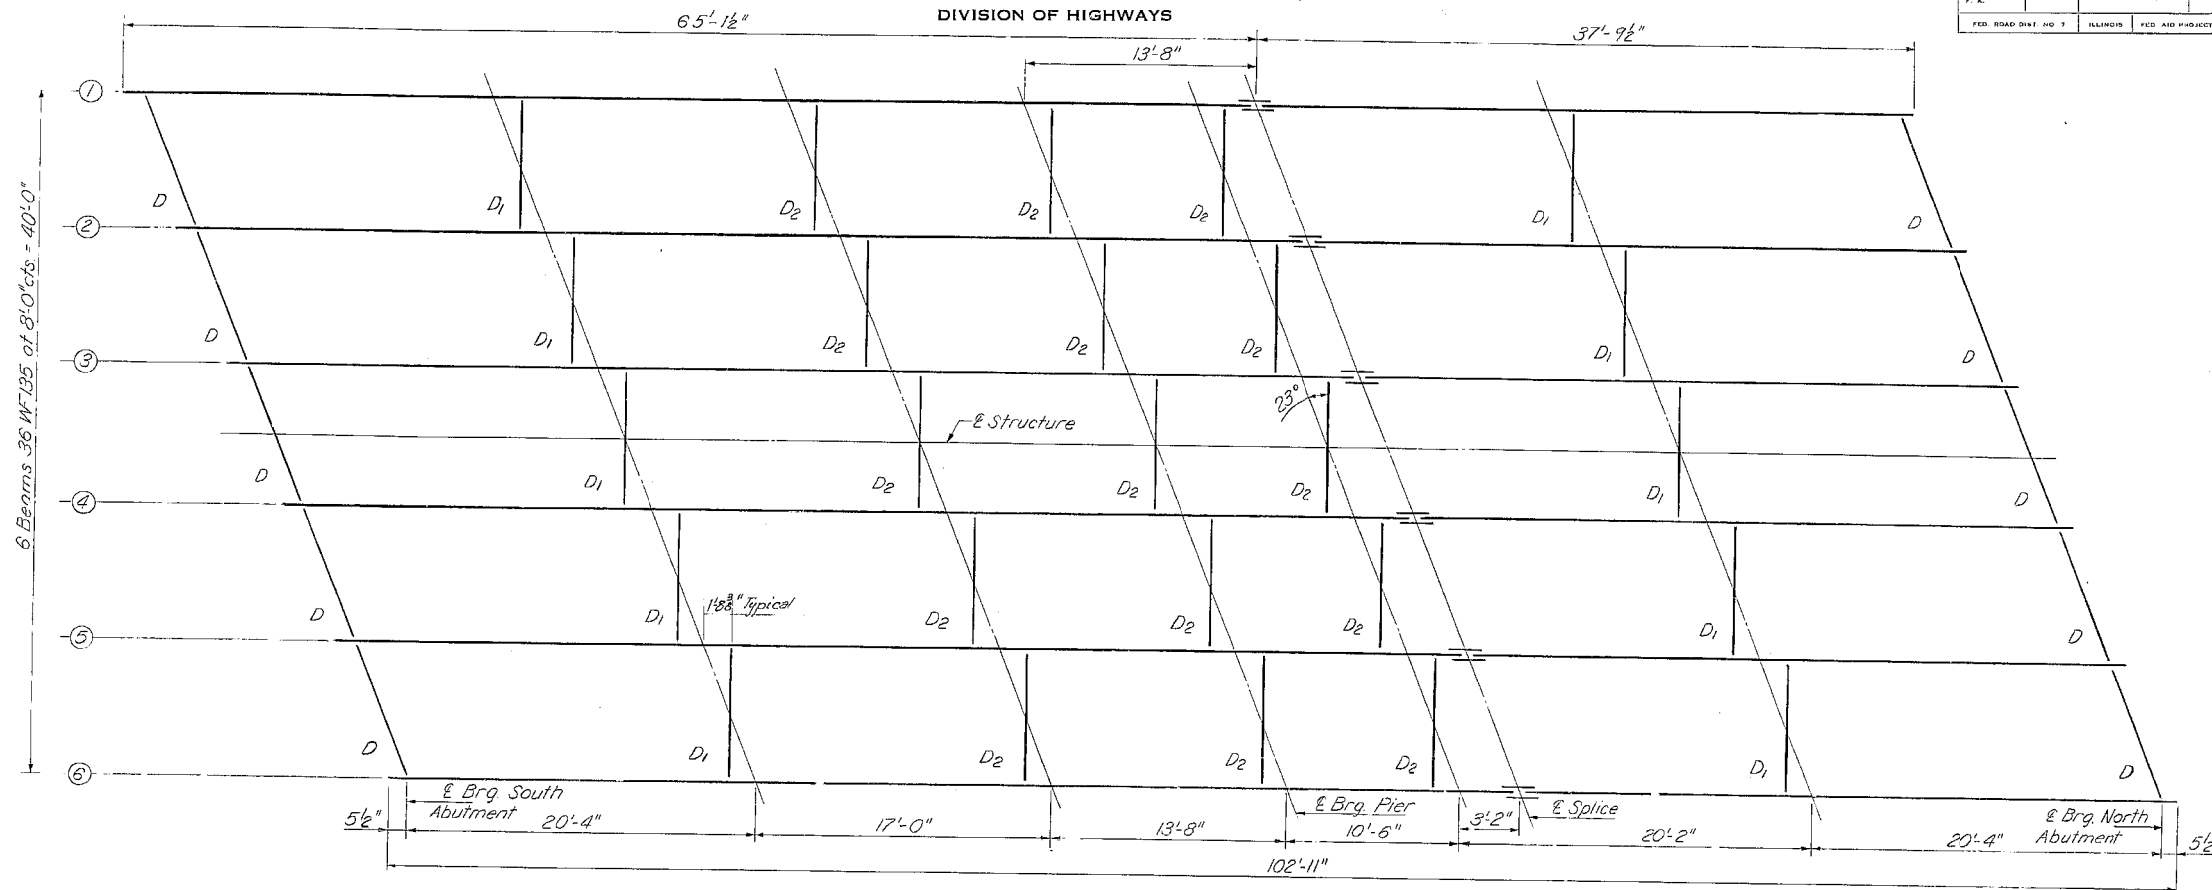 DIVISION OF HIGHWAYS
FED. ROAD DIST. NO. 7 ILLINOIS FED. AID PROJECT
65'-1½" 37'-9½"
13'-8"
6 Beams 36 WF 135 at 8'-0" cts. = 40'-0"
1
D D₁ D₂ D₂ D₂ D₁ D
2
D D₁ D₂ D₂ D₂ D₁ D
3
23°
℄ Structure
D D₁ D₂ D₂ D₂ D₁ D
4
1'-8⅜" Typical
D D₁ D₂ D₂ D₂ D₁ D
5
D D₁ D₂ D₂ D₂ D₁ D
6
℄ Brg. South Abutment
℄ Brg. Pier
℄ Splice
℄ Brg. North Abutment
5½" 20'-4" 17'-0" 13'-8" 10'-6" 3'-2" 20'-2" 20'-4" 5½
102'-11"